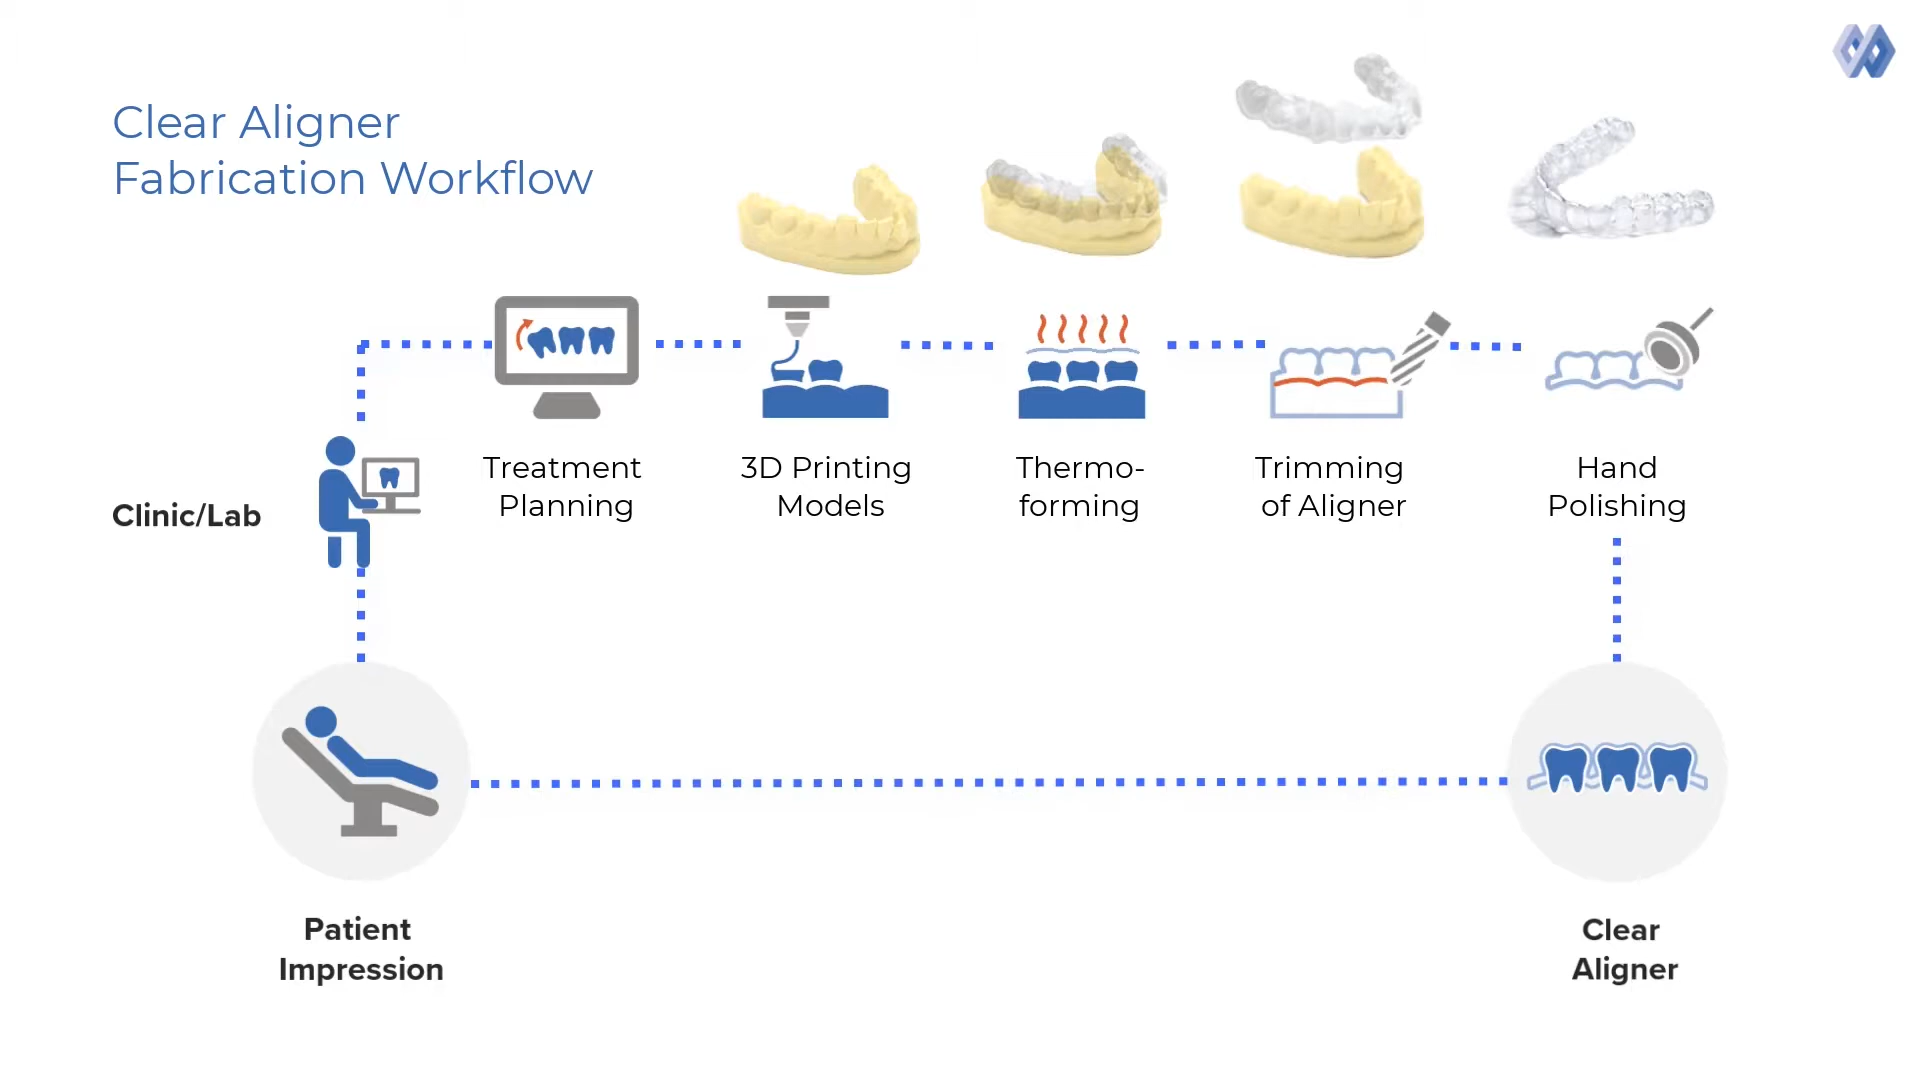 Clear Aligner
Fabrication Workflow
Clinic/Lab
Treatment
Planning
3D Printing
Models
Thermo-
forming
Trimming
of Aligner
Hand
Polishing
Patient
Impression
Clear
Aligner